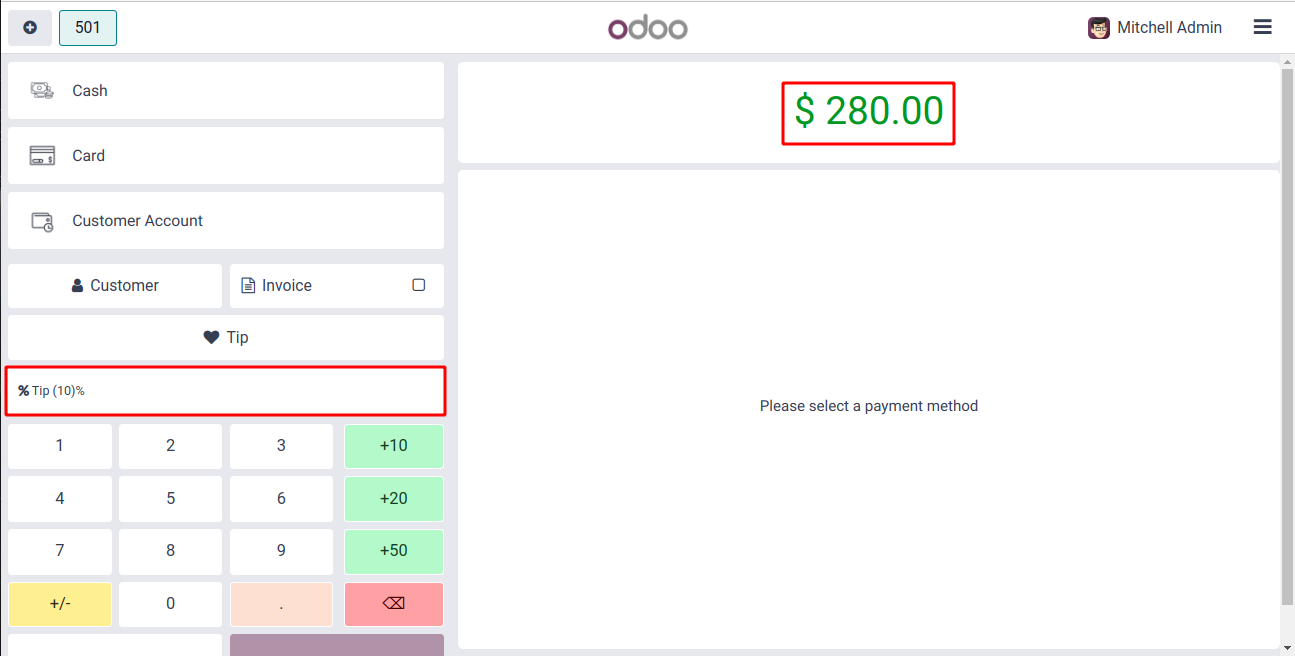 501
odoo
Mitchell Admin
Cash
Card
Customer Account
Customer
Invoice
Tip
% Tip (10)%
1 2 3 +10
4 5 6 +20
7 8 9 +50
+/- 0 . ⌫
$ 280.00
Please select a payment method